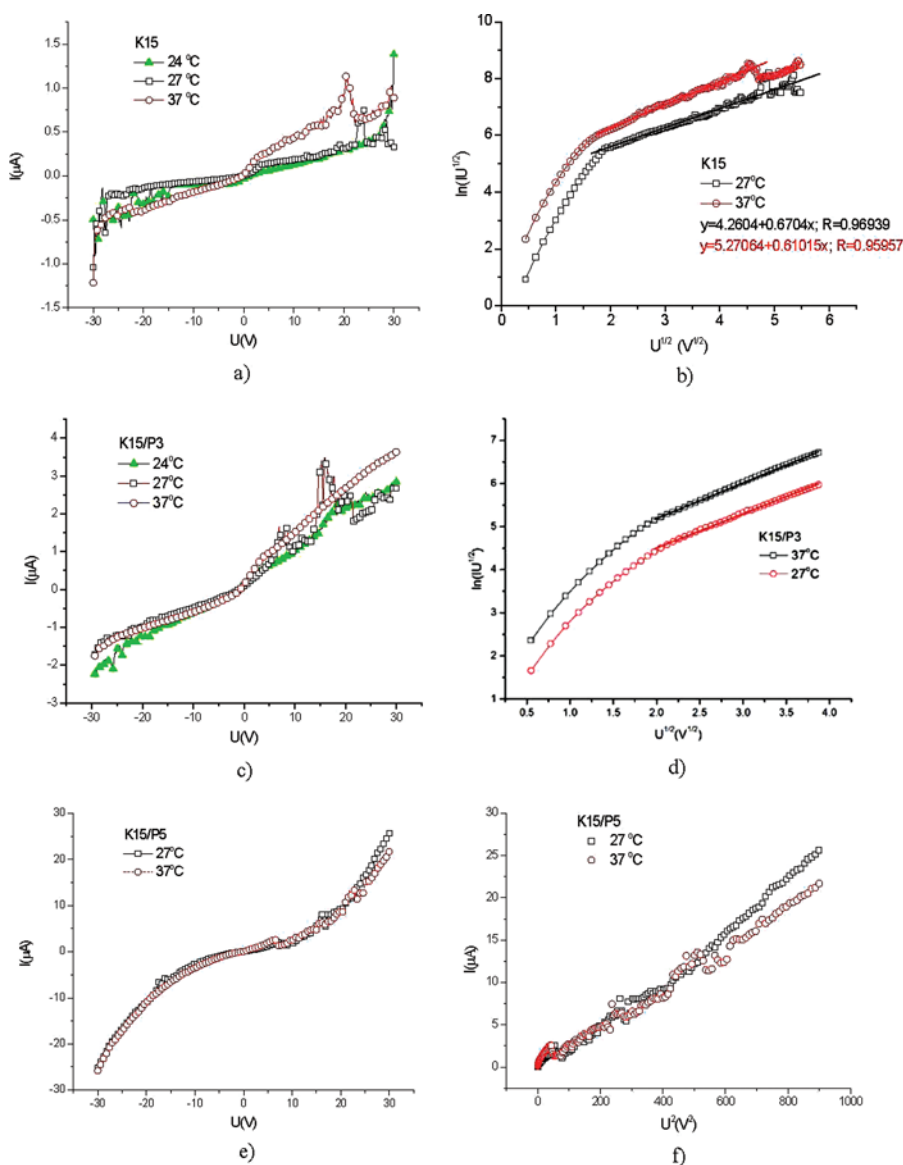 K15
24 °C
27 °C
37 °C
1.5
1.0
0.5
0.0
-0.5
-1.0
-1.5
I(µA)
-30 -20 -10 0 10 20 30
U(V)
a)
10
8
6
4
2
0
ln(IU^1/2)
K15
27°C
37°C
y=4.2604+0.6704x; R=0.96939
y=5.27064+0.61015x; R=0.95957
0 1 2 3 4 5 6
U^1/2 (V^1/2)
b)
K15/P3
24°C
27°C
37°C
4
3
2
1
0
-1
-2
-3
I(µA)
-30 -20 -10 0 10 20 30
U(V)
c)
7
6
5
4
3
2
1
ln(IU^1/2)
K15/P3
37°C
27°C
0.5 1.0 1.5 2.0 2.5 3.0 3.5 4.0
U^1/2(V^1/2)
d)
K15/P5
27°C
37°C
30
20
10
0
-10
-20
-30
I(µA)
-30 -20 -10 0 10 20 30
U(V)
e)
K15/P5
27 °C
37 °C
25
20
15
10
5
0
I(µA)
0 200 400 600 800 1000
U²(V²)
f)